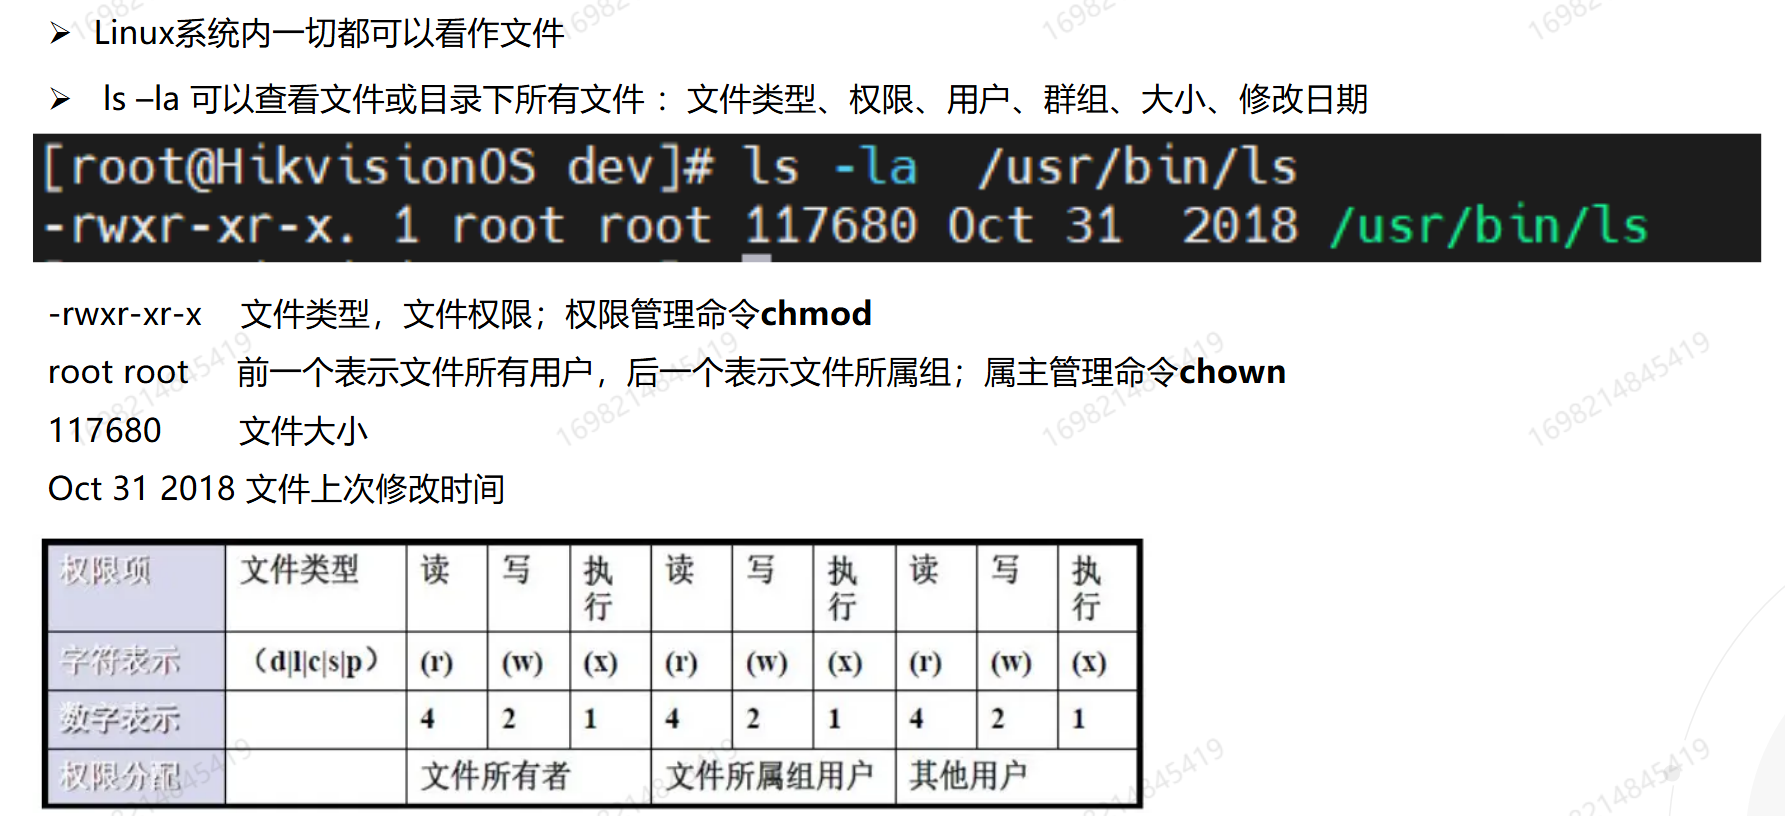 Linux系统内一切都可以看作文件
ls –la 可以查看文件或目录下所有文件 : 文件类型、权限、用户、群组、大小、修改日期
[root@HikvisionOS dev]# ls -la /usr/bin/ls
-rwxr-xr-x. 1 root root 117680 Oct 31 2018 /usr/bin/ls
-rwxr-xr-x 文件类型，文件权限；权限管理命令chmod
root root 前一个表示文件所有用户，后一个表示文件所属组；属主管理命令chown
117680 文件大小
Oct 31 2018 文件上次修改时间
权限项 文件类型 读 写 执行 读 写 执行 读 写 执行
字符表示 （d|l|c|s|p） (r) (w) (x) (r) (w) (x) (r) (w) (x)
数字表示 4 2 1 4 2 1 4 2 1
权限分配 文件所有者 文件所属组用户 其他用户
1698214845419
1698214845419
1698214845419
1698214845419